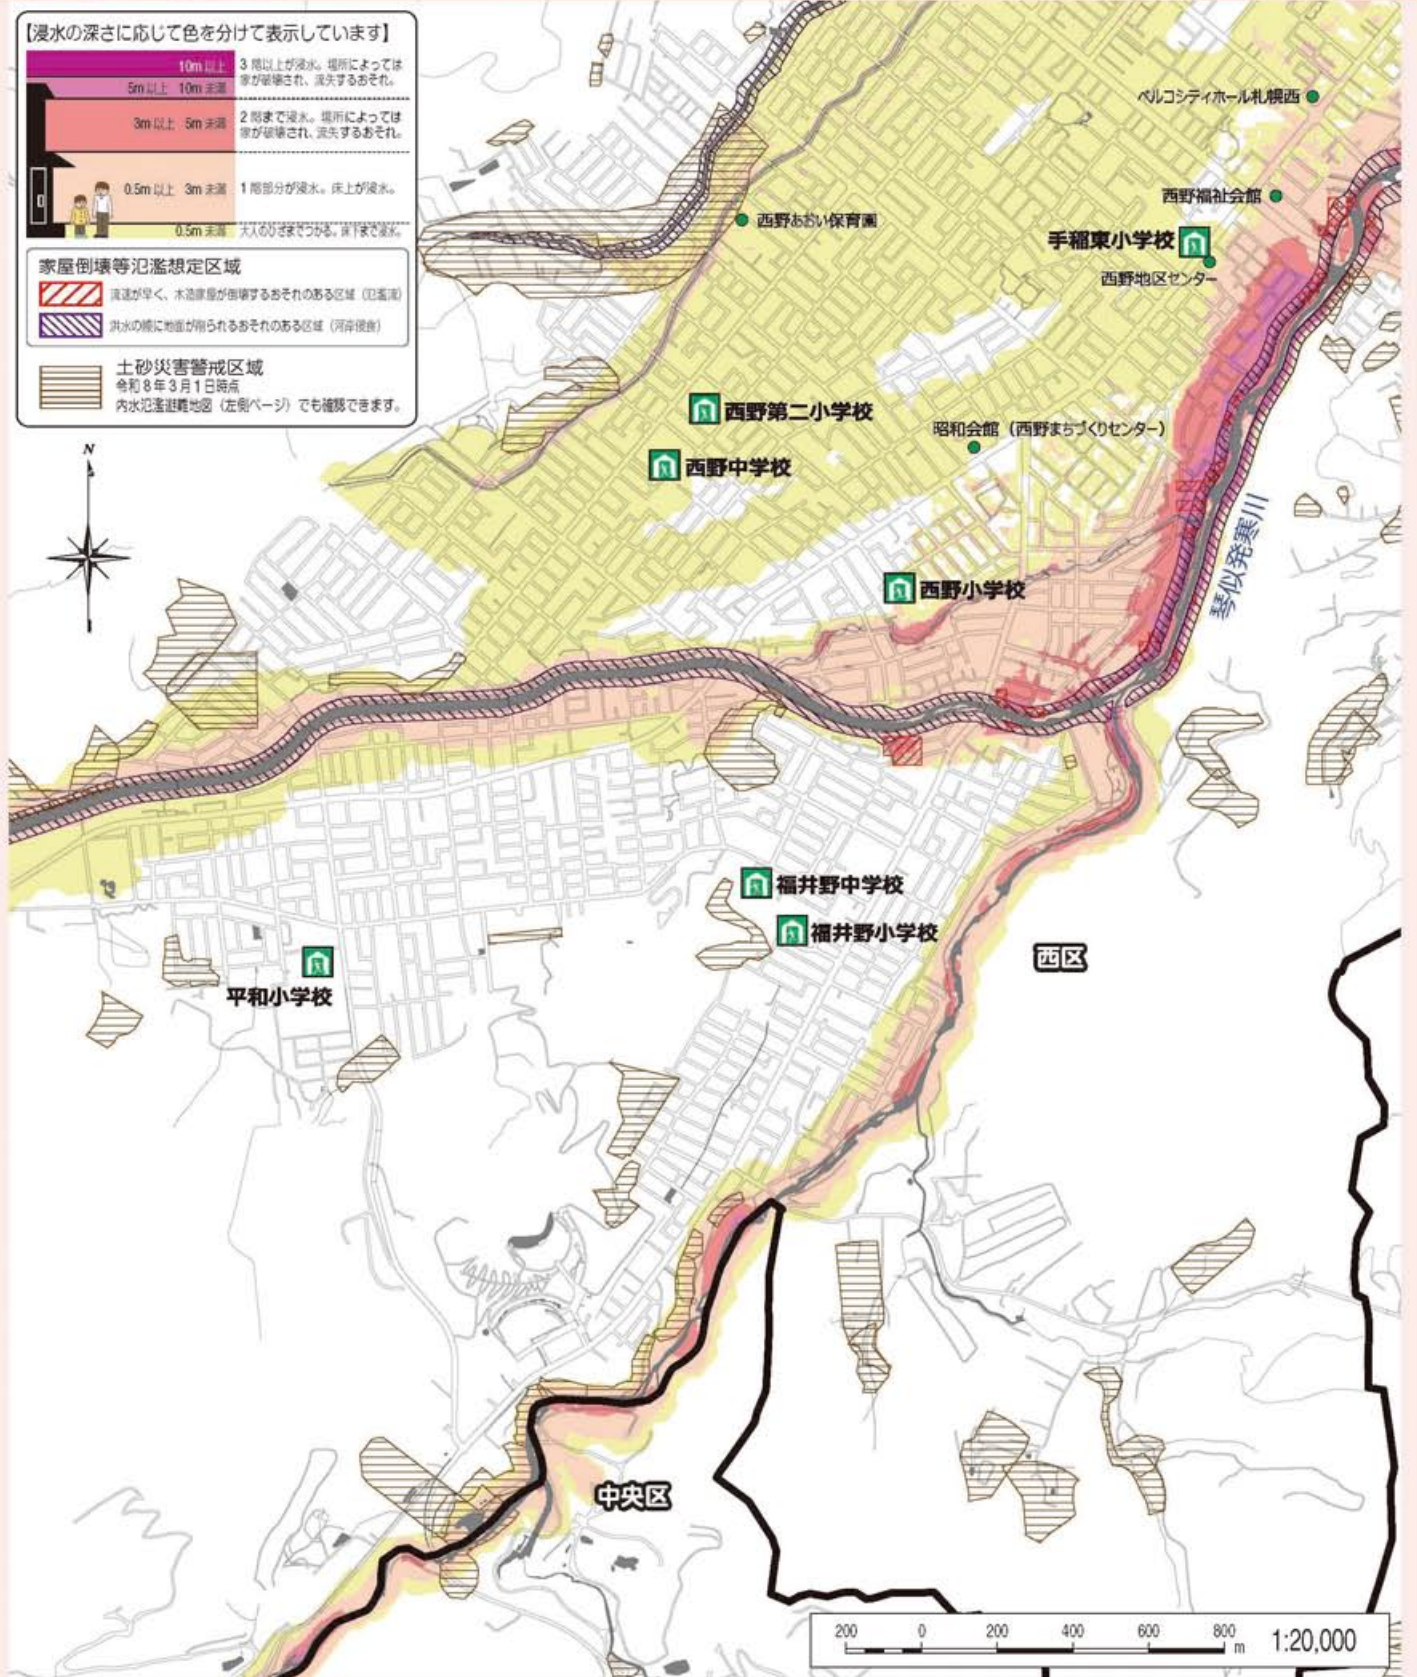 【浸水の深さに応じて色を分けて表示しています】
10m以上
3階以上が浸水。場所によっては
家が破壊され、流失するおそれ。
5m以上 10m未満
3m以上 5m未満
2階まで浸水。場所によっては
家が破壊され、流失するおそれ。
0.5m以上 3m未満
1階部分が浸水。床上が浸水。
0.5m未満
大人のひざまでつかる。床下まで浸水。
家屋倒壊等氾濫想定区域
流速が早く、木造家屋が倒壊するおそれのある区域（氾濫流）
洪水の際に地面が削られるおそれのある区域（河岸侵食）
土砂災害警戒区域
令和8年3月1日時点
内水氾濫避難地図（左側ページ）でも確認できます。
N
ベルコシティホール札幌西
西野福祉会館
西野あおい保育園
手稲東小学校
西野地区センター
西野第二小学校
昭和会館（西野まちづくりセンター）
西野中学校
琴似発寒川
西野小学校
福井野中学校
福井野小学校
西区
平和小学校
中央区
200 0 200 400 600 800 m
1:20,000